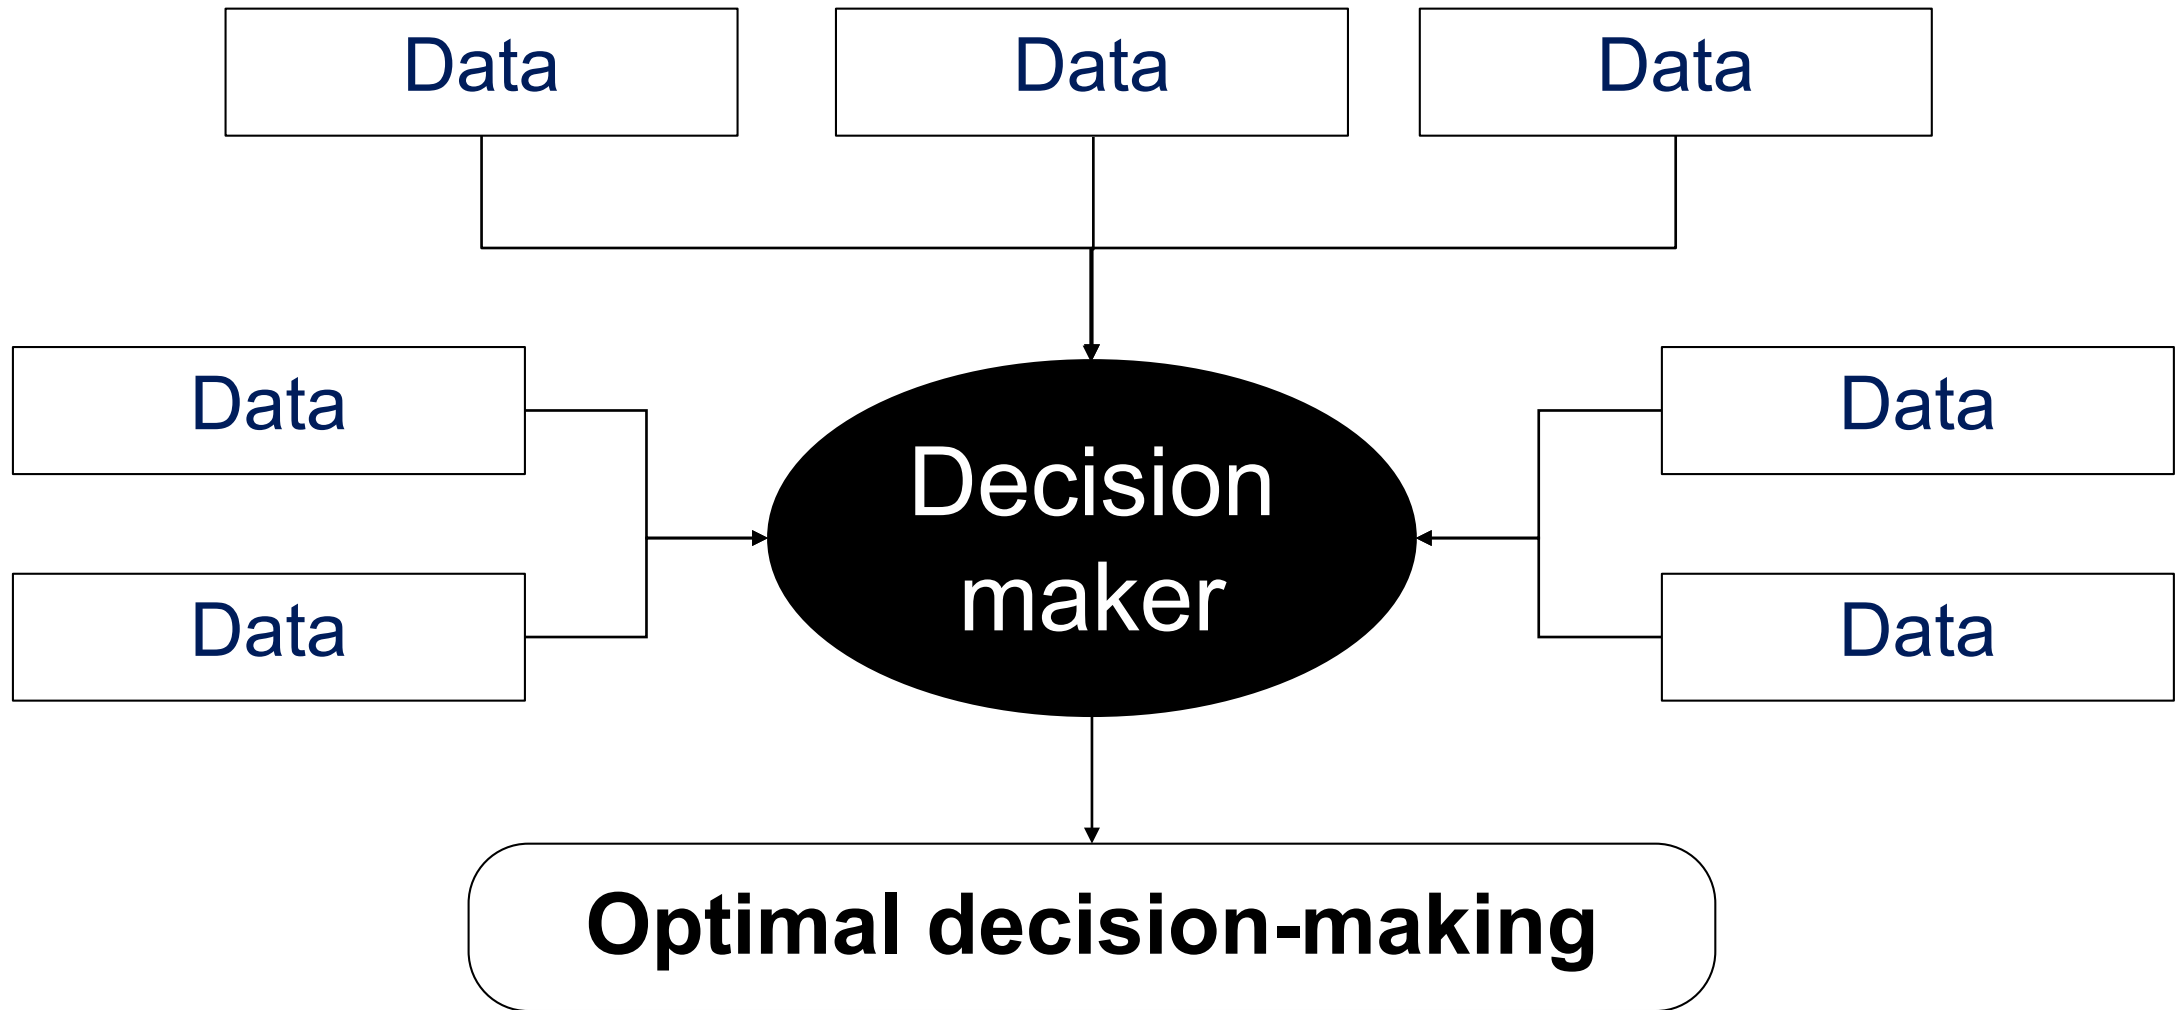 Data
Data
Data
Data
Data
Decision
maker
Data
Data
Optimal decision-making